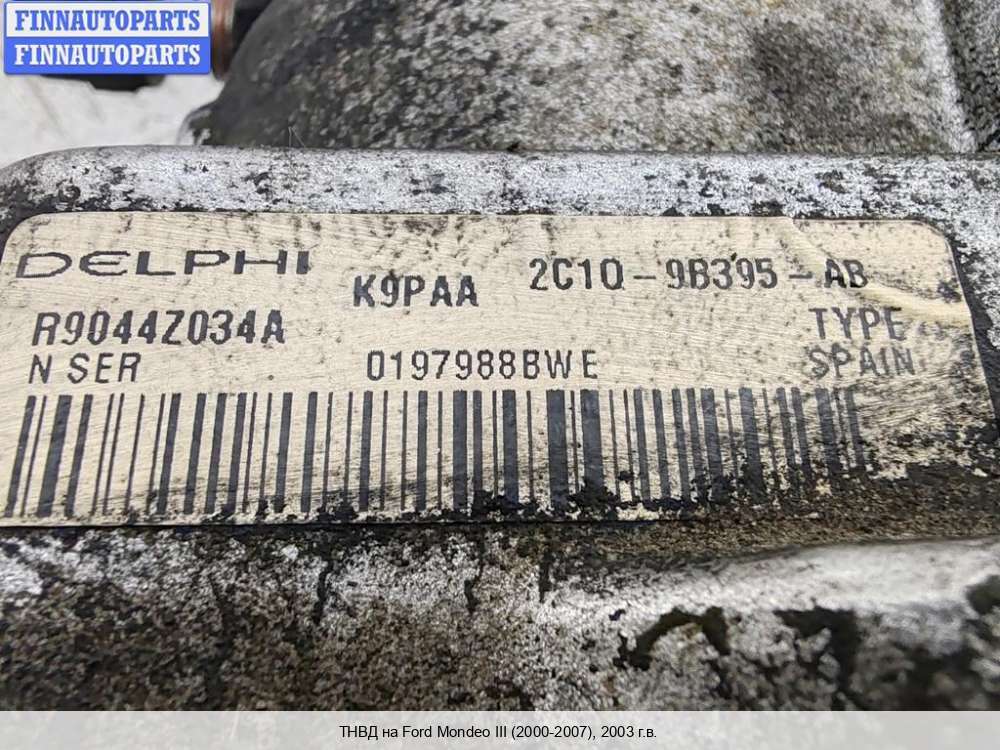 FINNAUTOPARTS
FINNAUTOPARTS
DELPHI K9PAA 2C1Q-9B395-AB
R9044Z034A TYPE
N SER 0197988BWE SPAIN
ТНВД на Ford Mondeo III (2000-2007), 2003 г.в.